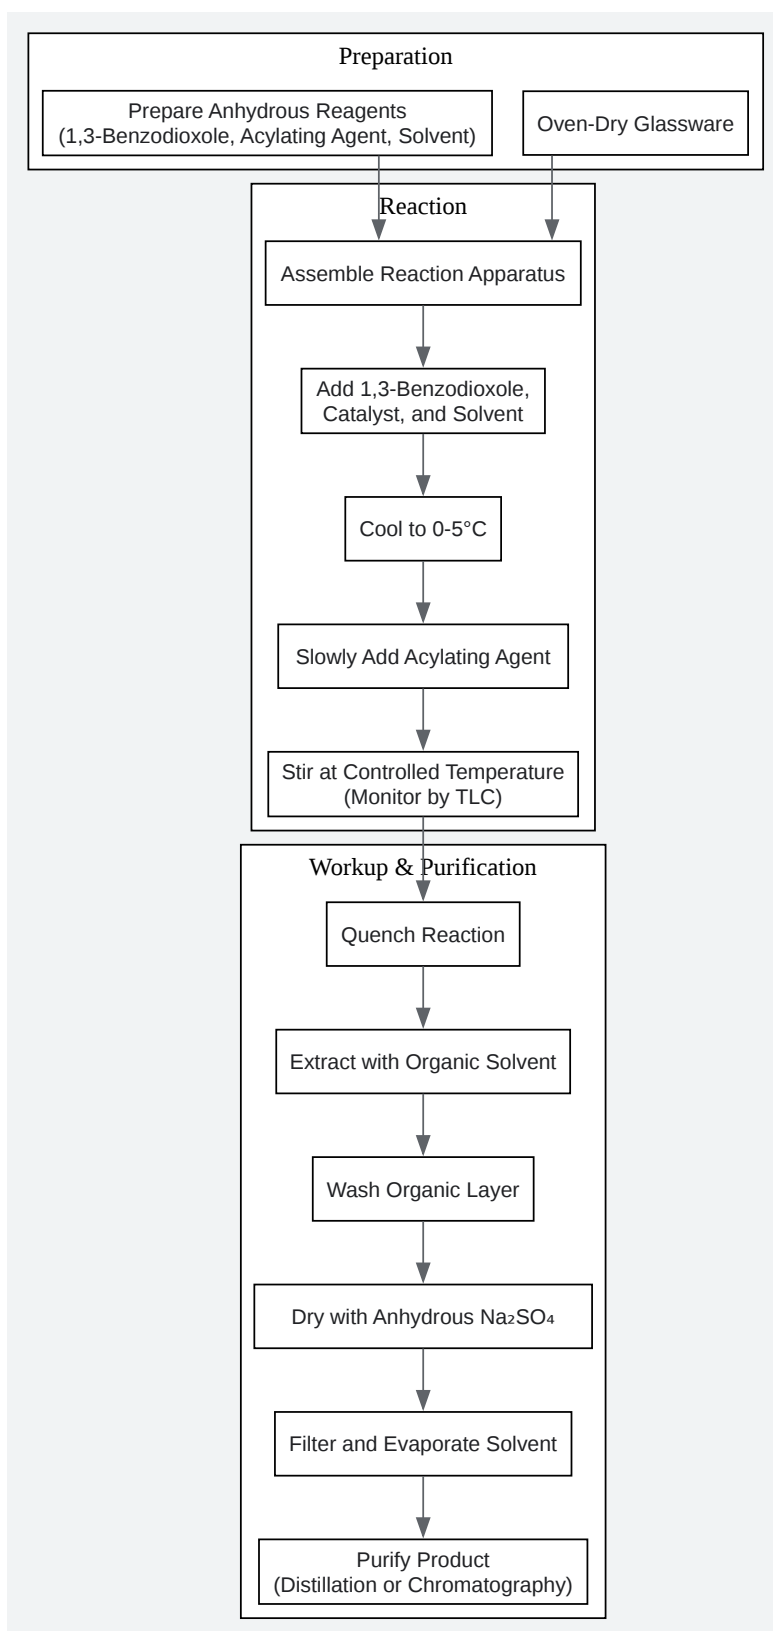 Preparation
Prepare Anhydrous Reagents
(1,3-Benzodioxole, Acylating Agent, Solvent)
Oven-Dry Glassware
Reaction
Assemble Reaction Apparatus
Add 1,3-Benzodioxole,
Catalyst, and Solvent
Cool to 0-5°C
Slowly Add Acylating Agent
Stir at Controlled Temperature
(Monitor by TLC)
Workup & Purification
Quench Reaction
Extract with Organic Solvent
Wash Organic Layer
Dry with Anhydrous Na₂SO₄
Filter and Evaporate Solvent
Purify Product
(Distillation or Chromatography)